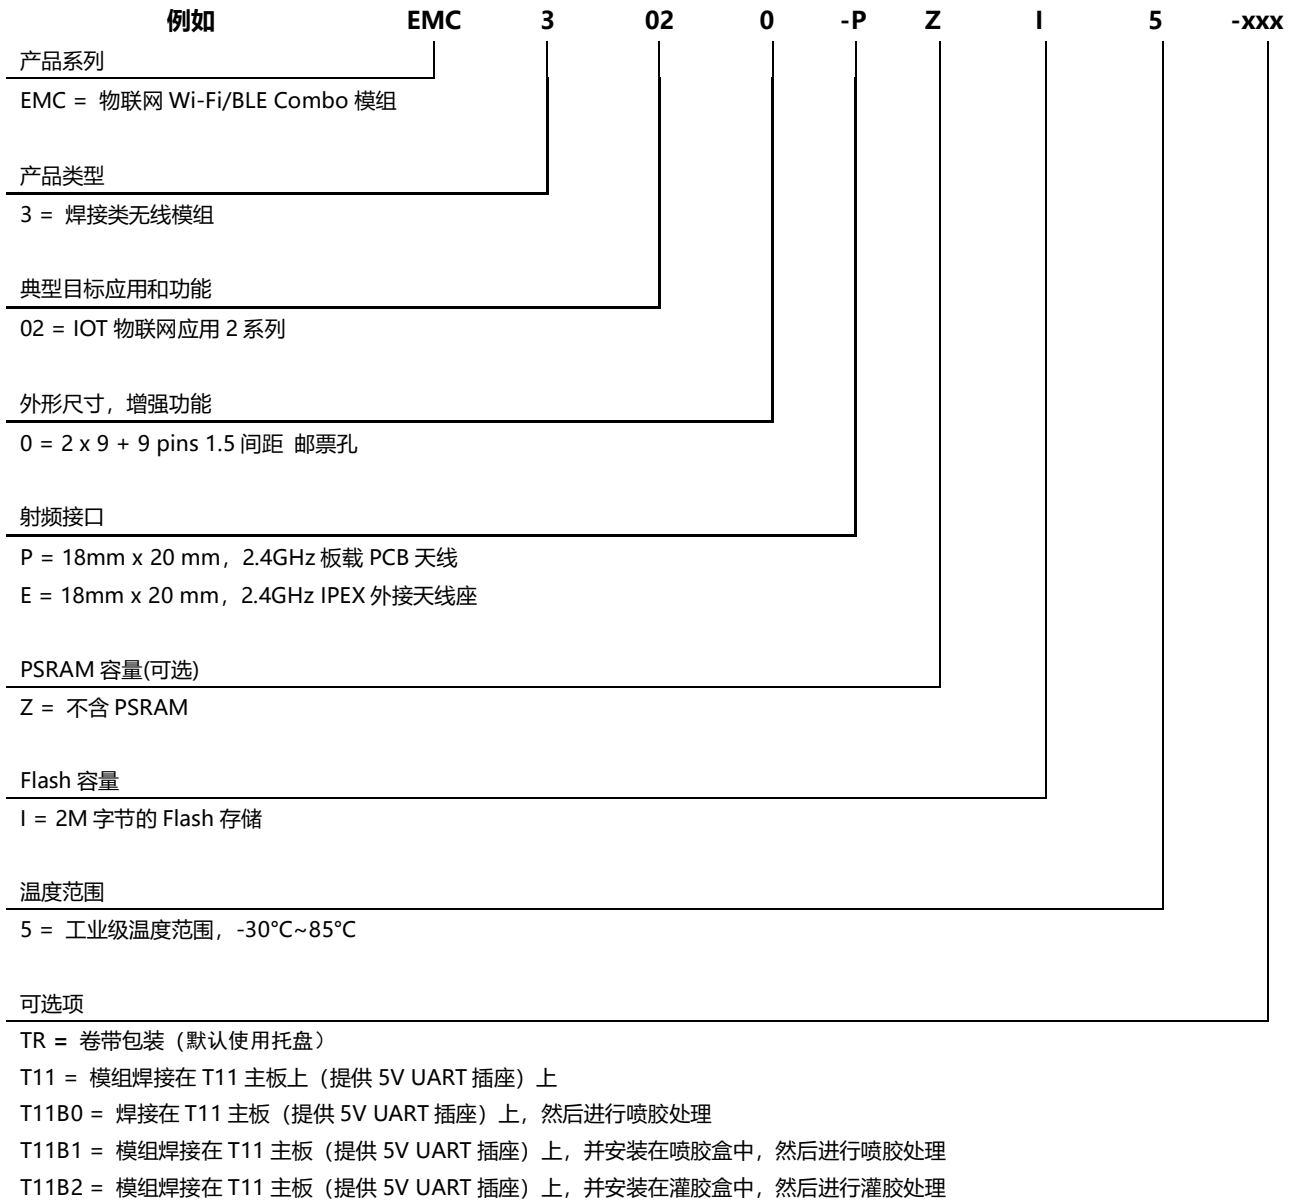 例如 EMC 3 02 0 -P Z I 5 -xxx
产品系列
EMC = 物联网 Wi-Fi/BLE Combo 模组
产品类型
3 = 焊接类无线模组
典型目标应用和功能
02 = IOT 物联网应用 2 系列
外形尺寸，增强功能
0 = 2 x 9 + 9 pins 1.5 间距 邮票孔
射频接口
P = 18mm x 20 mm，2.4GHz 板载 PCB 天线
E = 18mm x 20 mm，2.4GHz IPEX 外接天线座
PSRAM 容量(可选)
Z = 不含 PSRAM
Flash 容量
I = 2M 字节的 Flash 存储
温度范围
5 = 工业级温度范围，-30°C~85°C
可选项
TR = 卷带包装（默认使用托盘）
T11 = 模组焊接在 T11 主板上（提供 5V UART 插座）上
T11B0 = 焊接在 T11 主板（提供 5V UART 插座）上，然后进行喷胶处理
T11B1 = 模组焊接在 T11 主板（提供 5V UART 插座）上，并安装在喷胶盒中，然后进行喷胶处理
T11B2 = 模组焊接在 T11 主板（提供 5V UART 插座）上，并安装在灌胶盒中，然后进行灌胶处理